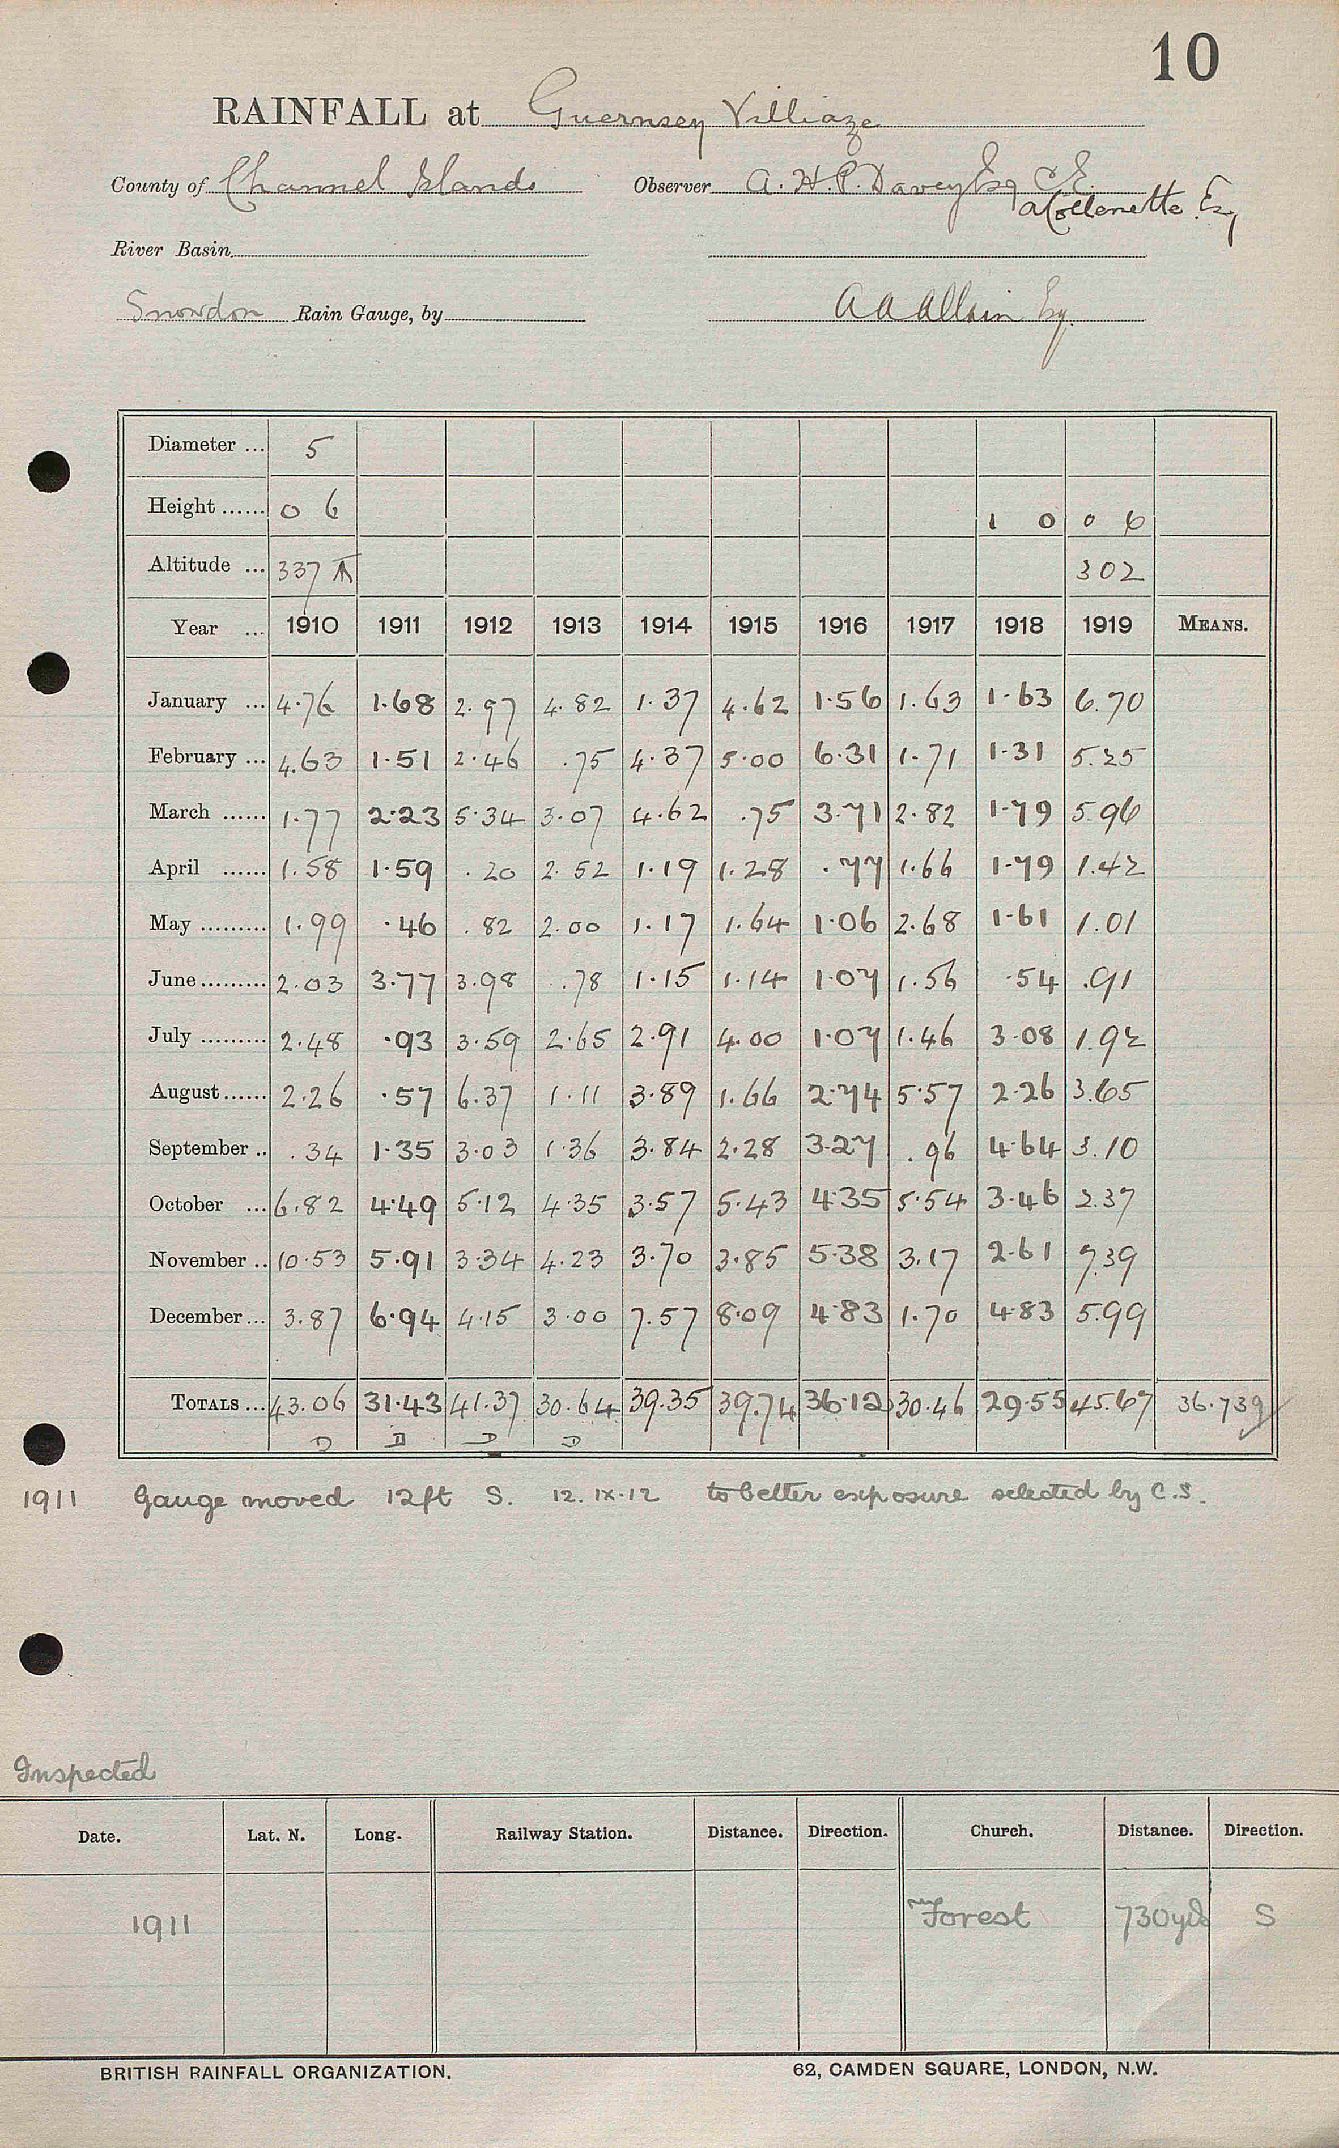 10
RAINFALL at Guernsey Villiaze
County of Channel Islands Observer A. H. P. Davey Esq C.E.
A Collenette Esq
River Basin
Snowdon Rain Gauge, by A A Allain Esq.
Diameter ... 5
Height ...... 0 6 1 0 0 6
Altitude ... 337 302
Year ... 1910 1911 1912 1913 1914 1915 1916 1917 1918 1919 MEANS.
January ... 4.76 1.68 2.97 4.82 1.37 4.62 1.56 1.63 1.63 6.70
February ... 4.63 1.51 2.46 .75 4.37 5.00 6.31 1.71 1.31 5.25
March ...... 1.77 2.23 5.34 3.07 4.62 .75 3.71 2.82 1.79 5.96
April ...... 1.58 1.59 .20 2.52 1.19 1.28 .77 1.66 1.79 1.42
May ......... 1.99 .46 .82 2.00 1.17 1.64 1.06 2.68 1.61 1.01
June ......... 2.03 3.77 3.98 .78 1.15 1.14 1.07 1.56 .54 .91
July ......... 2.48 .93 3.59 2.65 2.91 4.00 1.07 1.46 3.08 1.92
August ...... 2.26 .57 6.37 1.11 3.89 1.66 2.74 5.57 2.26 3.65
September .. .34 1.35 3.03 1.36 3.84 2.28 3.27 .96 4.64 3.10
October ... 6.82 4.49 5.12 4.35 3.57 5.43 4.35 5.54 3.46 2.37
November .. 10.53 5.91 3.34 4.23 3.70 3.85 5.38 3.17 2.61 7.39
December ... 3.87 6.94 4.15 3.00 7.57 8.09 4.83 1.70 4.83 5.99
TOTALS ... 43.06 31.43 41.37 30.64 39.35 39.74 36.12 30.46 29.55 45.67 36.739
D D D D
1911 Gauge moved 12ft S. 12.IX.12 to better exposure selected by C.S.
Inspected
Date. Lat. N. Long. Railway Station. Distance. Direction. Church. Distance. Direction.
1911 Forest 730 yds S
BRITISH RAINFALL ORGANIZATION. 62, CAMDEN SQUARE, LONDON, N.W.